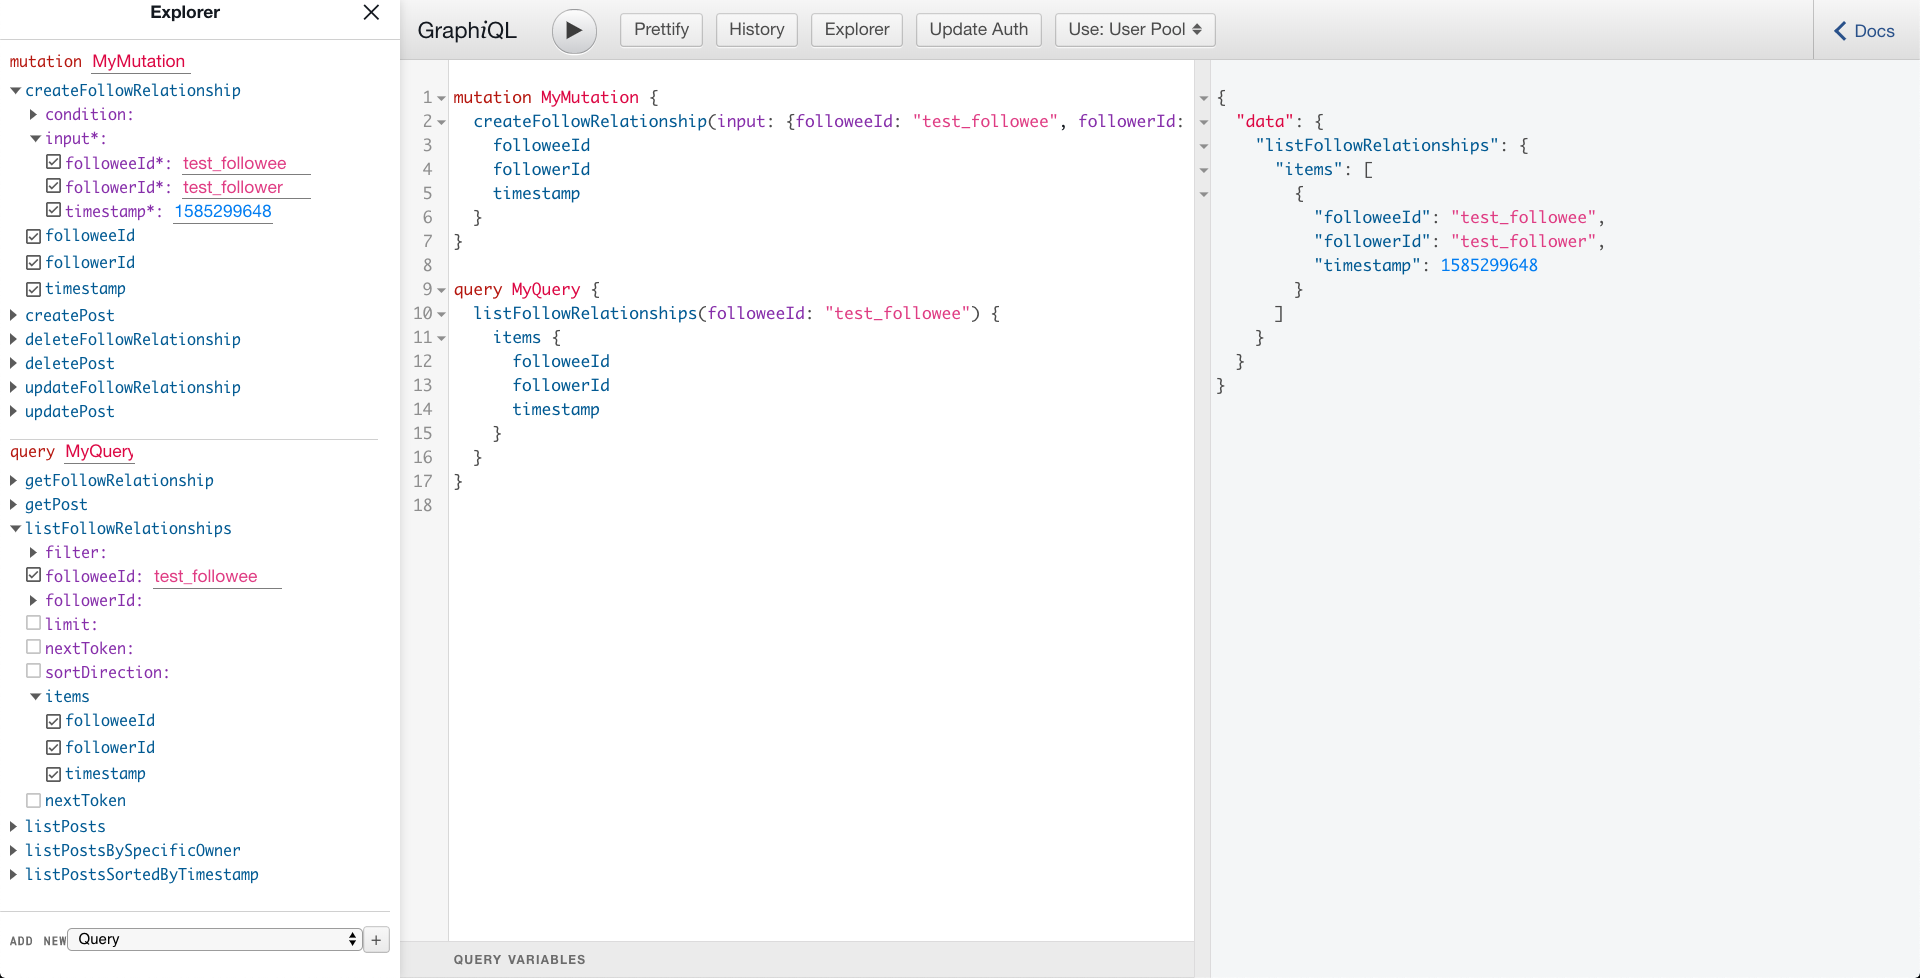 Explorer
mutation MyMutation
createFollowRelationship
condition:
input*:
followeeId*: test_followee
followerId*: test_follower
timestamp*: 1585299648
followeeId
followerId
timestamp
createPost
deleteFollowRelationship
deletePost
updateFollowRelationship
updatePost
query MyQuery
getFollowRelationship
getPost
listFollowRelationships
filter:
followeeId: test_followee
followerId:
limit:
nextToken:
sortDirection:
items
followeeId
followerId
timestamp
nextToken
listPosts
listPostsBySpecificOwner
listPostsSortedByTimestamp
ADD NEW Query +
GraphiQL Prettify History Explorer Update Auth Use: User Pool Docs
1 mutation MyMutation {
2 createFollowRelationship(input: {followeeId: "test_followee", followerId:
3 followeeId
4 followerId
5 timestamp
6 }
7 }
8
9 query MyQuery {
10 listFollowRelationships(followeeId: "test_followee") {
11 items {
12 followeeId
13 followerId
14 timestamp
15 }
16 }
17 }
18
QUERY VARIABLES
{
"data": {
"listFollowRelationships": {
"items": [
{
"followeeId": "test_followee",
"followerId": "test_follower",
"timestamp": 1585299648
}
]
}
}
}